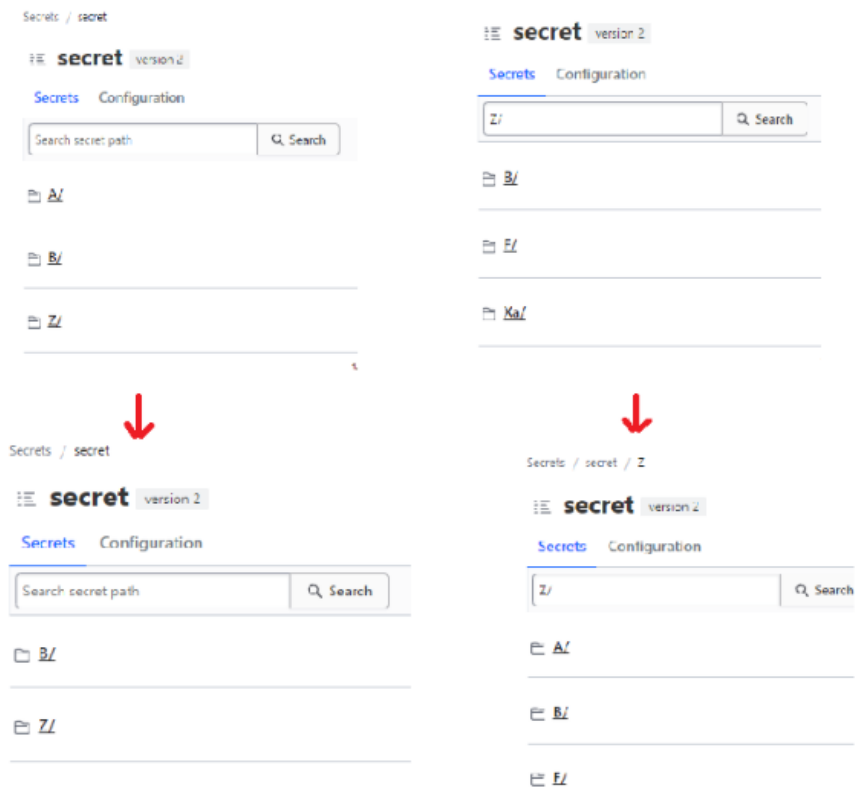 Secrets / secret
secret version 2
Secrets Configuration
Search secret path Search
A/
B/
Z/
secret version 2
Secrets Configuration
Z/ Search
B/
F/
Xa/
Secrets / secret
secret version 2
Secrets Configuration
Search secret path Search
B/
Z/
Secrets / secret / Z
secret version 2
Secrets Configuration
Z/ Search
A/
B/
F/